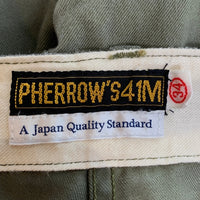 PHERROW'S41M
34
A Japan Quality Standard